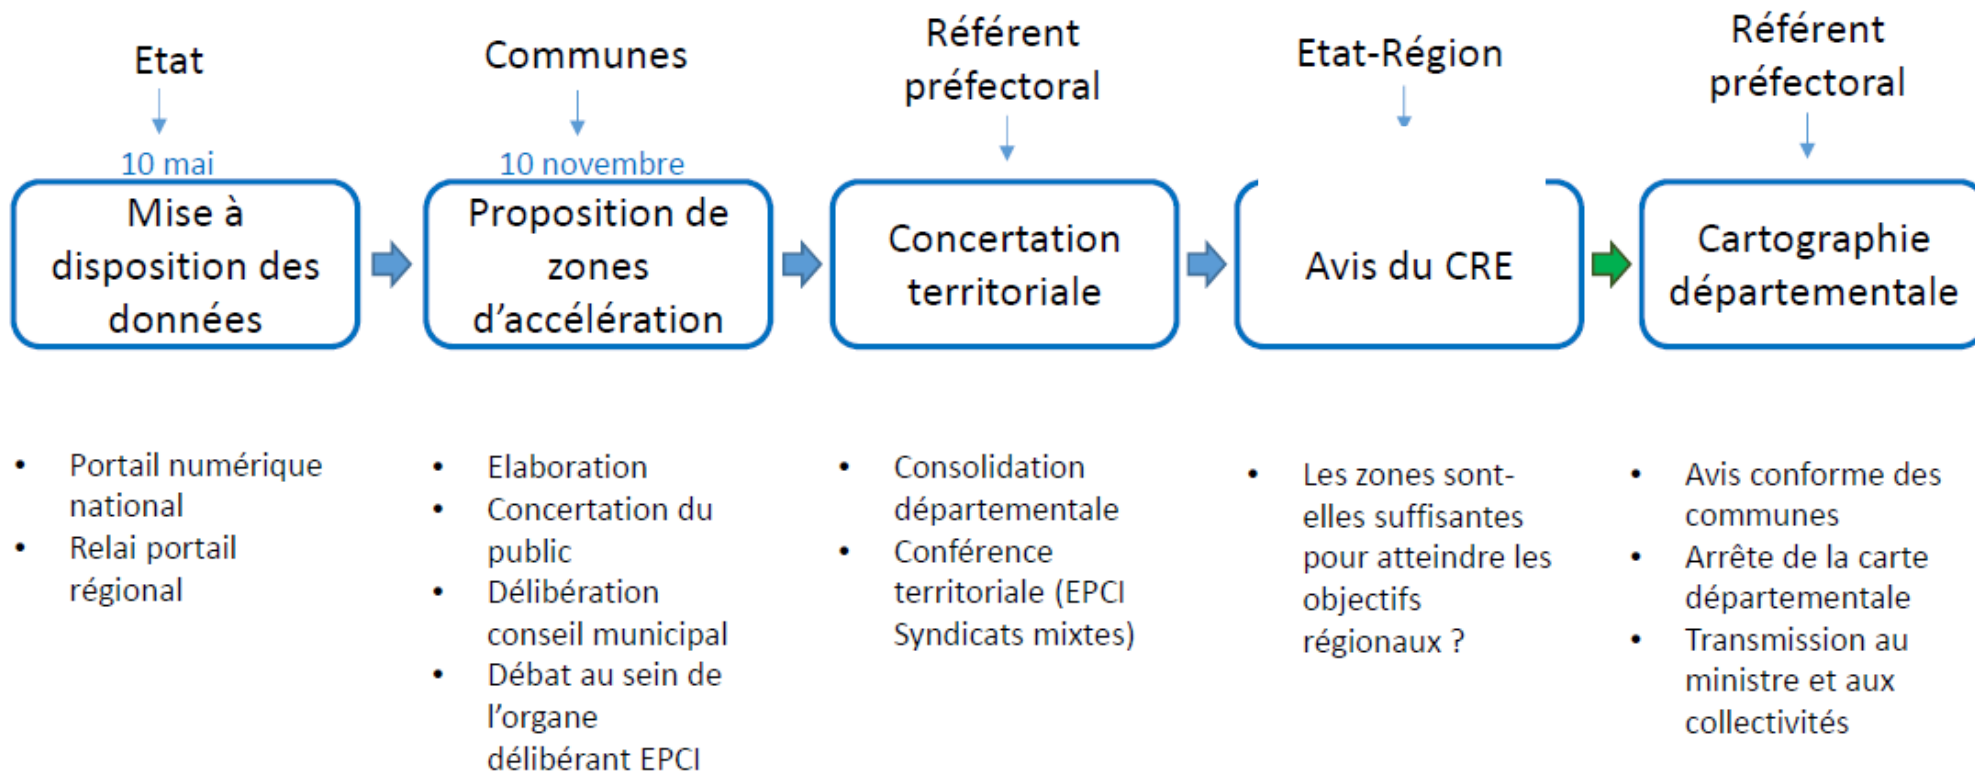 Etat
10 mai
Mise à
disposition des
données
Communes
10 novembre
Proposition de
zones
d’accélération
Référent
préfectoral
Concertation
territoriale
Etat-Région
Avis du CRE
Référent
préfectoral
Cartographie
départementale
• Portail numérique
national
• Relai portail
régional
• Elaboration
• Concertation du
public
• Délibération
conseil municipal
• Débat au sein de
l’organe
délibérant EPCI
• Consolidation
départementale
• Conférence
territoriale (EPCI
Syndicats mixtes)
• Les zones sont-
elles suffisantes
pour atteindre les
objectifs
régionaux ?
• Avis conforme des
communes
• Arrête de la carte
départementale
• Transmission au
ministre et aux
collectivités